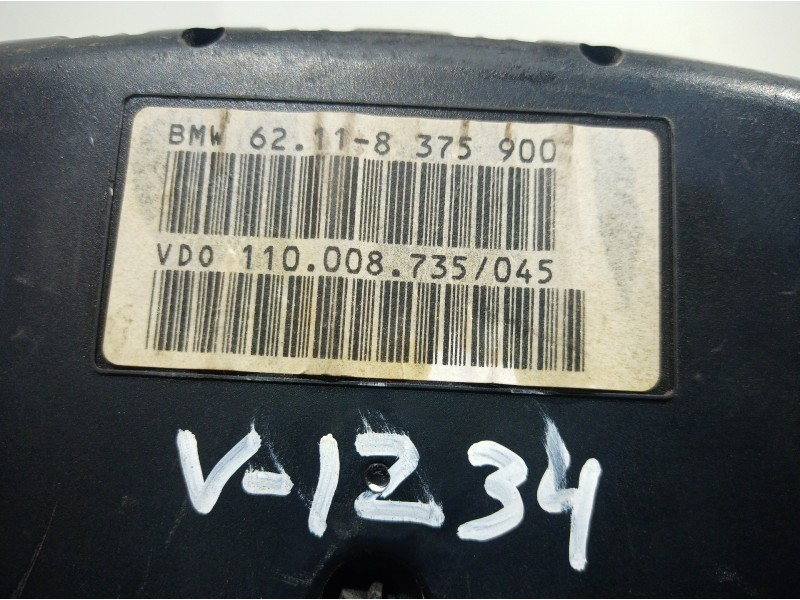 BMW 62.11-8 375 900
VDO 110.008.735/045
V-1234